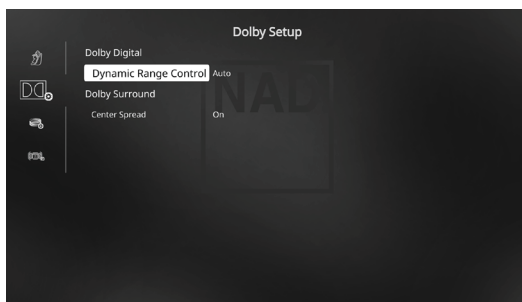 Dolby Setup
Dolby Digital
Dynamic Range Control Auto
Dolby Surround
Center Spread On
NAD